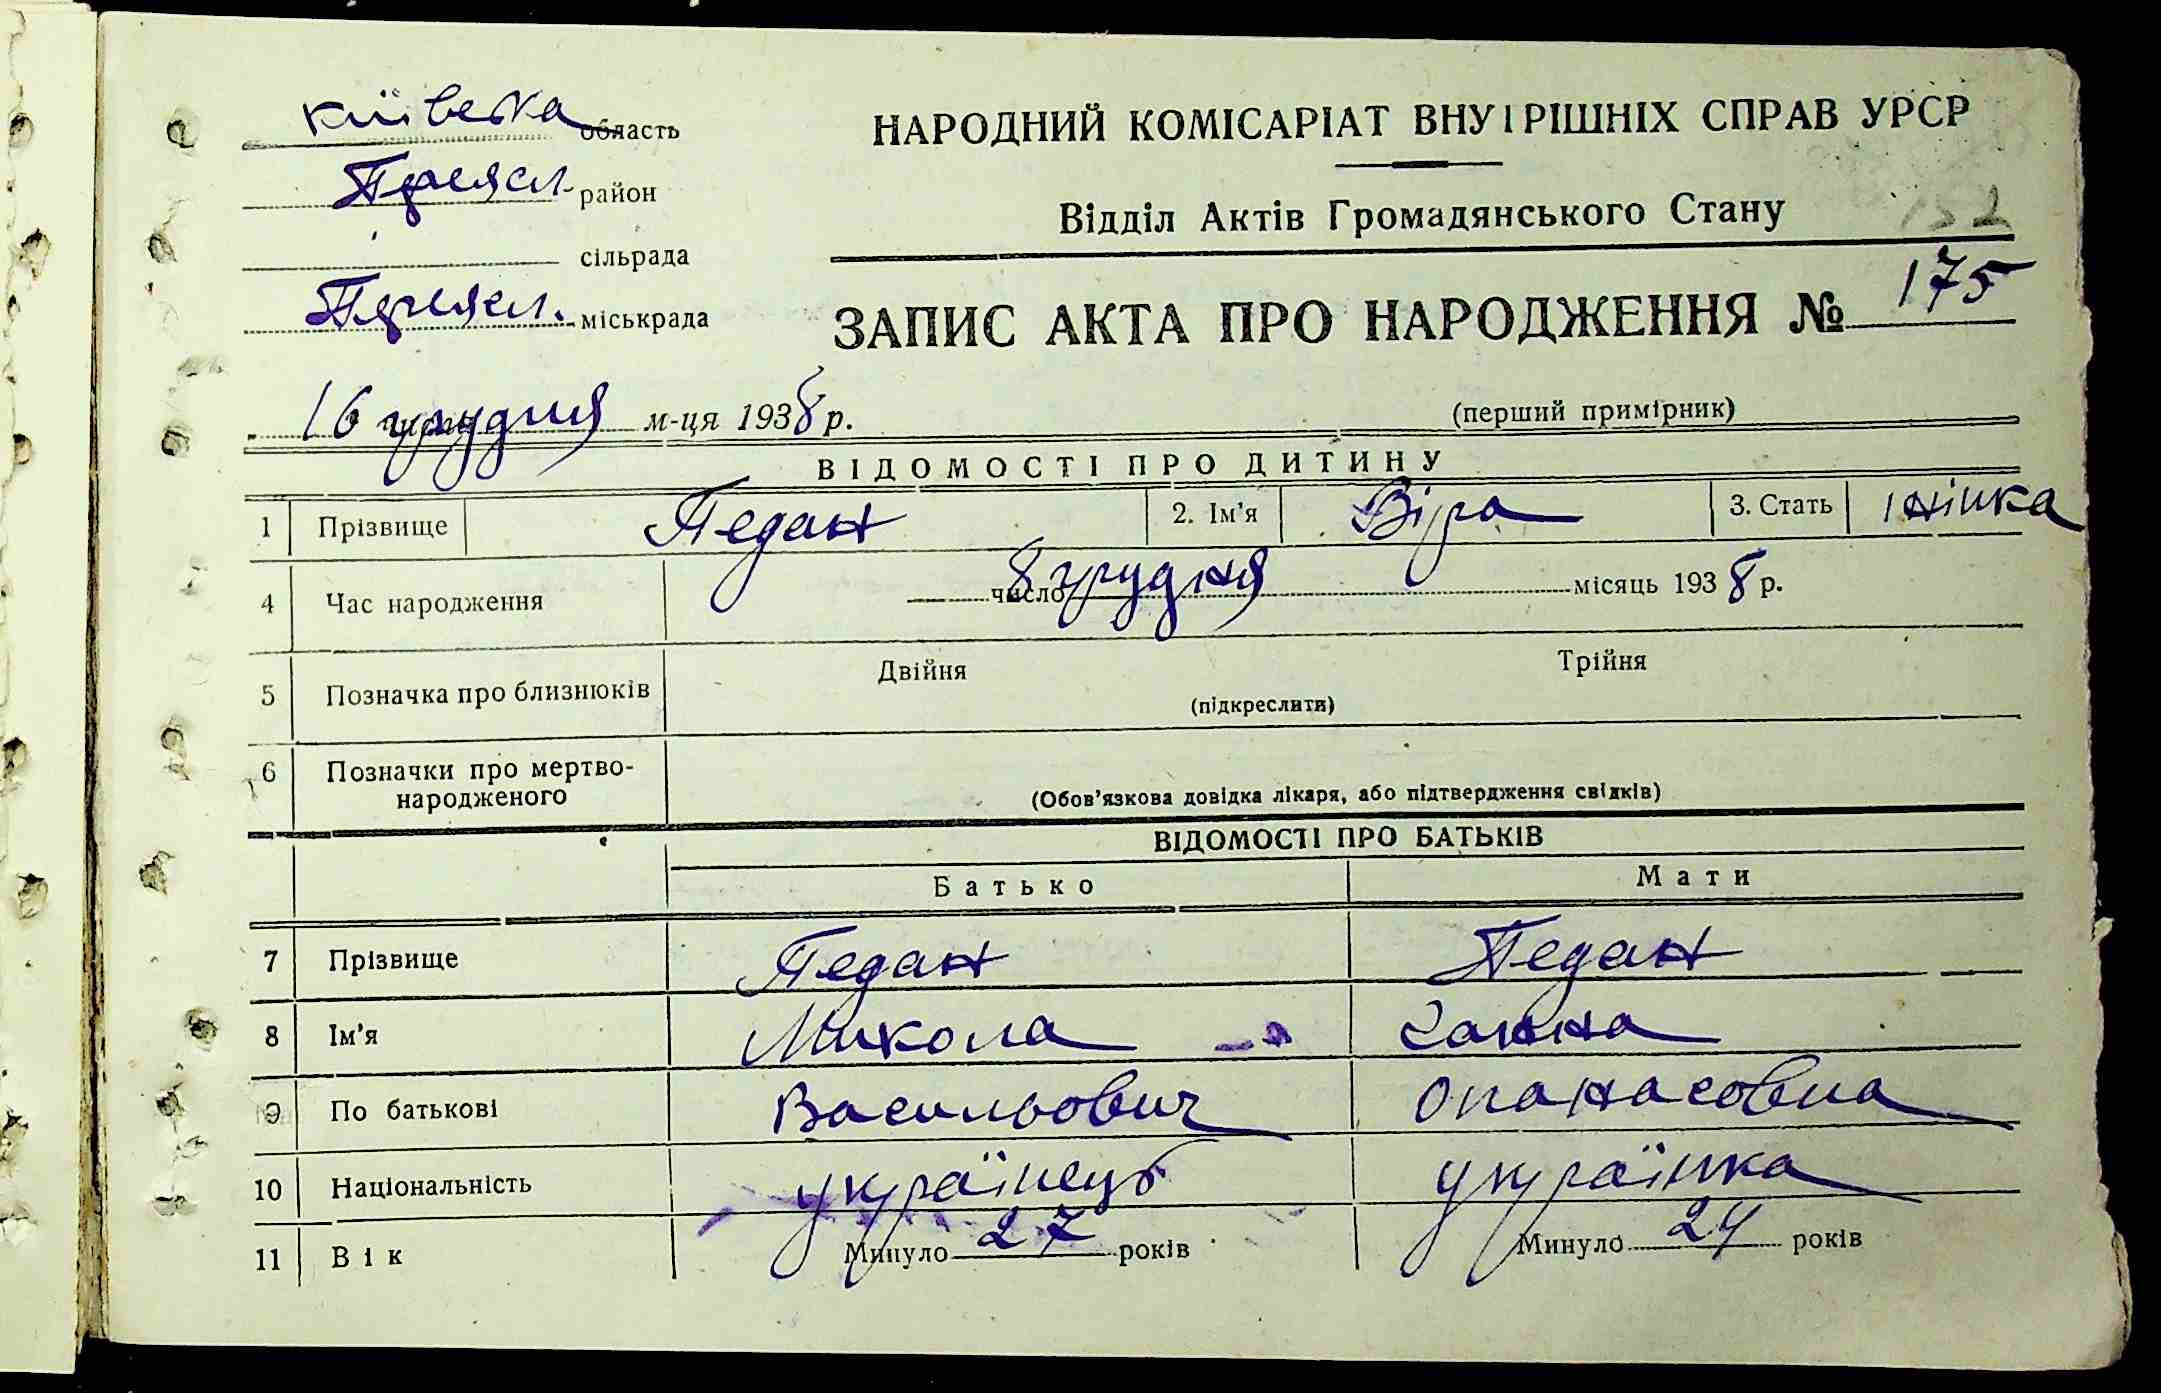 Київська область
Переясл. район
сільрада
Переясл. міськрада
НАРОДНИЙ КОМІСАРІАТ ВНУТРІШНІХ СПРАВ УРСР
Відділ Актів Громадянського Стану
152
ЗАПИС АКТА ПРО НАРОДЖЕННЯ № 175
16 грудня м-ця 1938 р.
(перший примірник)
ВІДОМОСТІ ПРО ДИТИНУ
1 Прізвище Педан 2. Ім'я Віра 3. Стать жінка
4 Час народження 8 число грудня місяць 1938 р.
5 Позначка про близнюків Двійня Трійня
(підкреслити)
6 Позначки про мертво-
народженого
(Обов'язкова довідка лікаря, або підтвердження свідків)
ВІДОМОСТІ ПРО БАТЬКІВ
Батько Мати
7 Прізвище Педан Педан
8 Ім'я Микола Ганна
9 По батькові Васильович Опанасовна
10 Національність українець українка
11 Вік Минуло 27 років Минуло 24 років